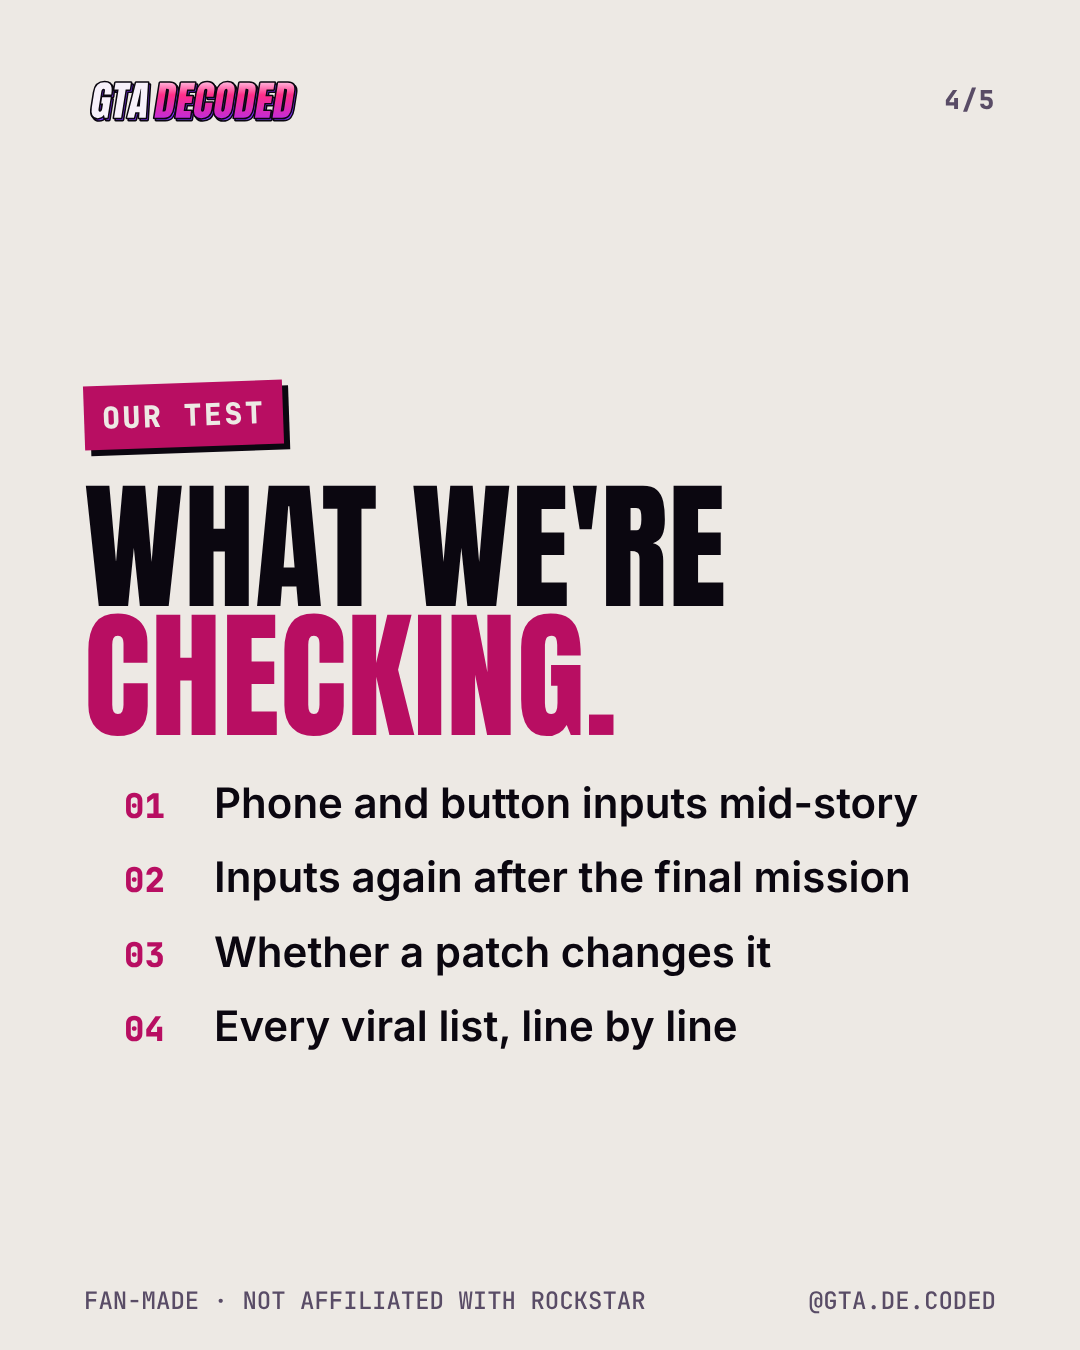 GTA DECODED
4/5
OUR TEST
WHAT WE'RE
CHECKING.
01 Phone and button inputs mid-story
02 Inputs again after the final mission
03 Whether a patch changes it
04 Every viral list, line by line
FAN-MADE · NOT AFFILIATED WITH ROCKSTAR
@GTA.DE.CODED